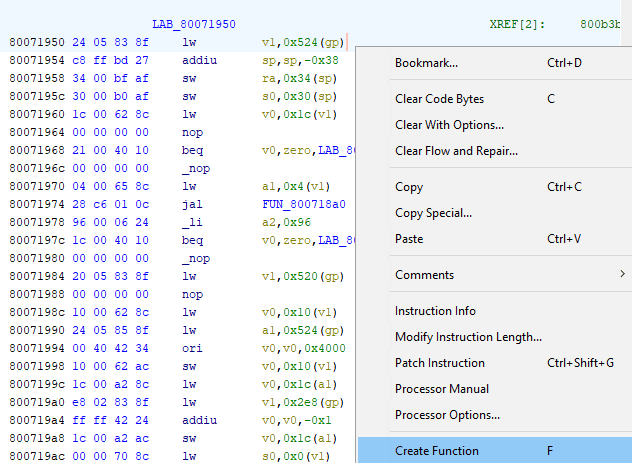 LAB_80071950 XREF[2]: 800b3b
80071950 24 05 83 8f lw v1,0x524(gp)
80071954 c8 ff bd 27 addiu sp,sp,-0x38
80071958 34 00 bf af sw ra,0x34(sp)
8007195c 30 00 b0 af sw s0,0x30(sp)
80071960 1c 00 62 8c lw v0,0x1c(v1)
80071964 00 00 00 00 nop
80071968 21 00 40 10 beq v0,zero,LAB_80
8007196c 00 00 00 00 _nop
80071970 04 00 65 8c lw a1,0x4(v1)
80071974 28 c6 01 0c jal FUN_800718a0
80071978 96 00 06 24 _li a2,0x96
8007197c 1c 00 40 10 beq v0,zero,LAB_80
80071980 00 00 00 00 _nop
80071984 20 05 83 8f lw v1,0x520(gp)
80071988 00 00 00 00 nop
8007198c 10 00 62 8c lw v0,0x10(v1)
80071990 24 05 85 8f lw a1,0x524(gp)
80071994 00 40 42 34 ori v0,v0,0x4000
80071998 10 00 62 ac sw v0,0x10(v1)
8007199c 1c 00 a2 8c lw v0,0x1c(a1)
800719a0 e8 02 83 8f lw v1,0x2e8(gp)
800719a4 ff ff 42 24 addiu v0,v0,-0x1
800719a8 1c 00 a2 ac sw v0,0x1c(a1)
800719ac 00 00 70 8c lw s0,0x0(v1)
Bookmark... Ctrl+D
Clear Code Bytes C
Clear With Options...
Clear Flow and Repair...
Copy Ctrl+C
Copy Special...
Paste Ctrl+V
Comments
Instruction Info
Modify Instruction Length...
Patch Instruction Ctrl+Shift+G
Processor Manual
Processor Options...
Create Function F